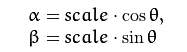 α = scale · cos θ,
β = scale · sin θ